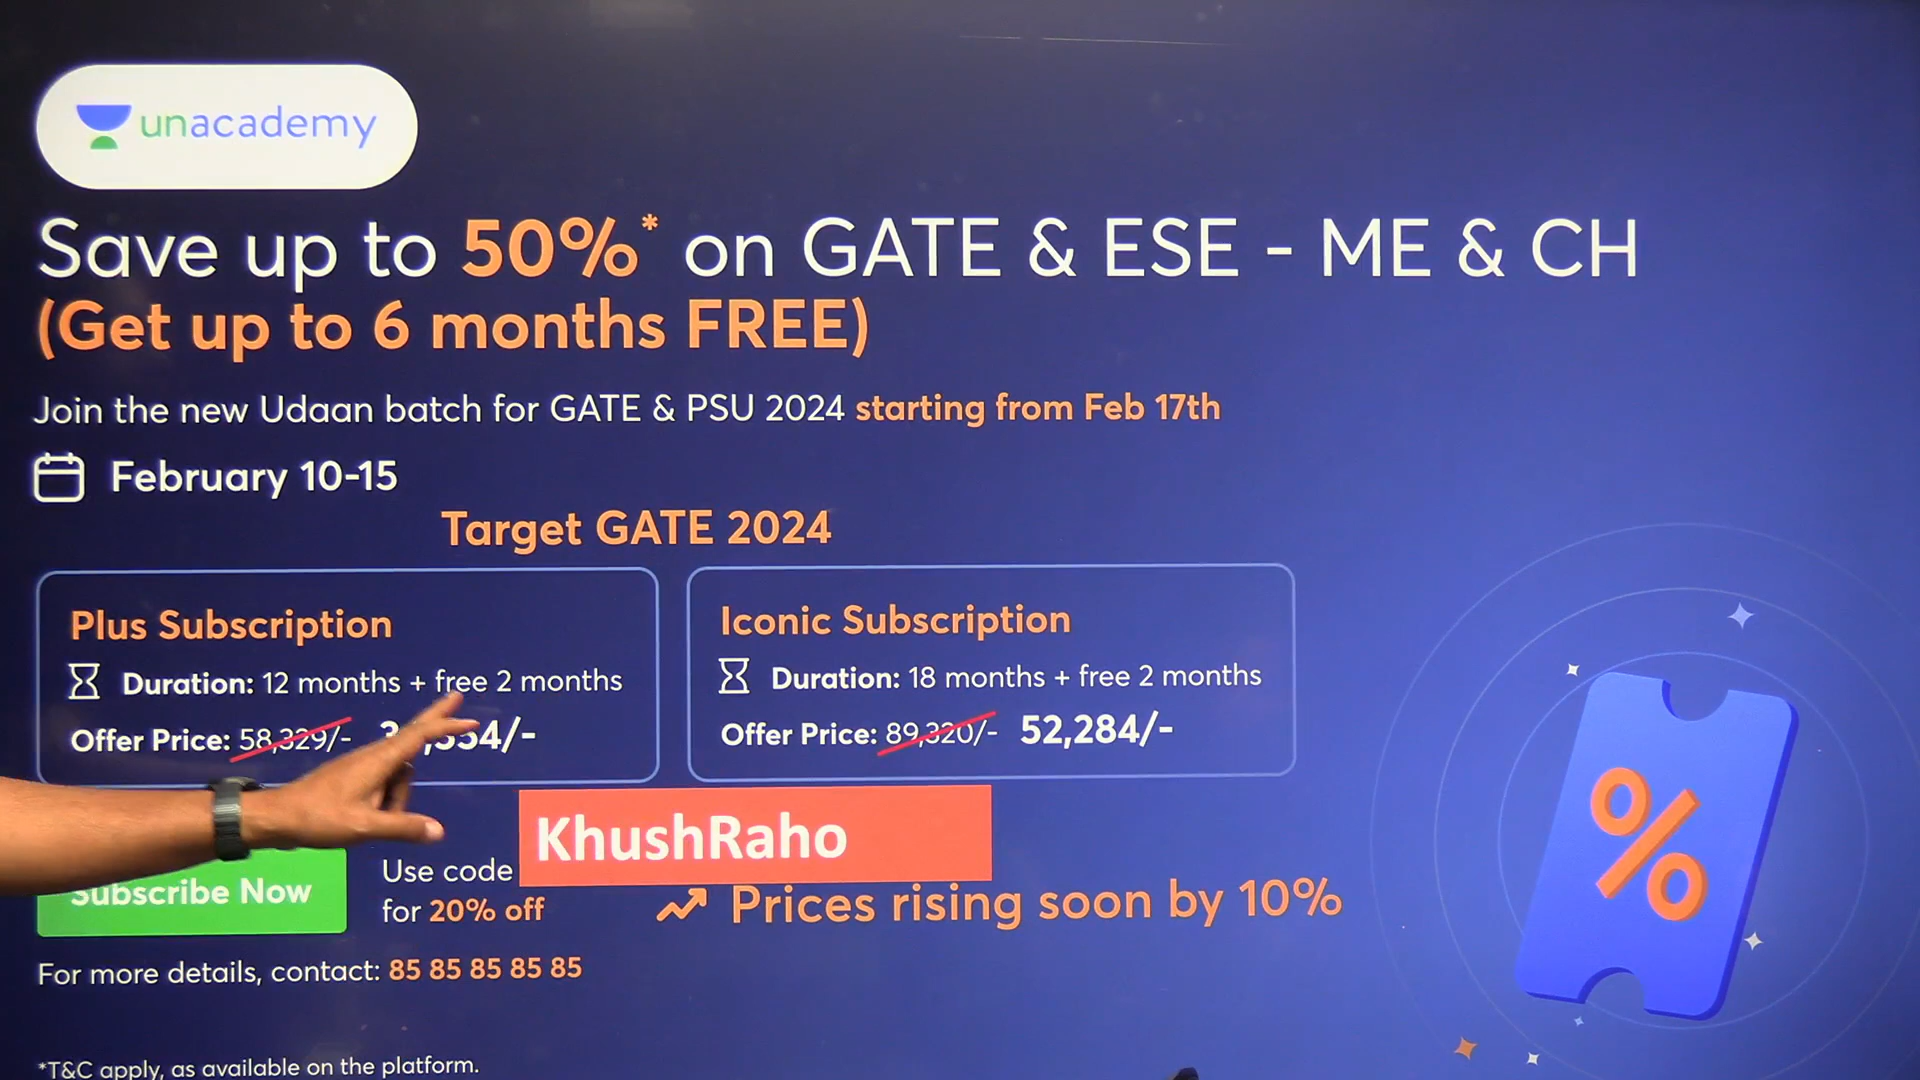 unacademy
Save up to 50%* on GATE & ESE - ME & CH
(Get up to 6 months FREE)
Join the new Udaan batch for GATE & PSU 2024 starting from Feb 17th
February 10-15
Target GATE 2024
Plus Subscription
Duration: 12 months + free 2 months
Offer Price: 58,329/-
Iconic Subscription
Duration: 18 months + free 2 months
Offer Price: 89,320/- 52,284/-
Subscribe Now
Use code KhushRaho
for 20% off
Prices rising soon by 10%
For more details, contact: 85 85 85 85 85
*T&C apply, as available on the platform.
%